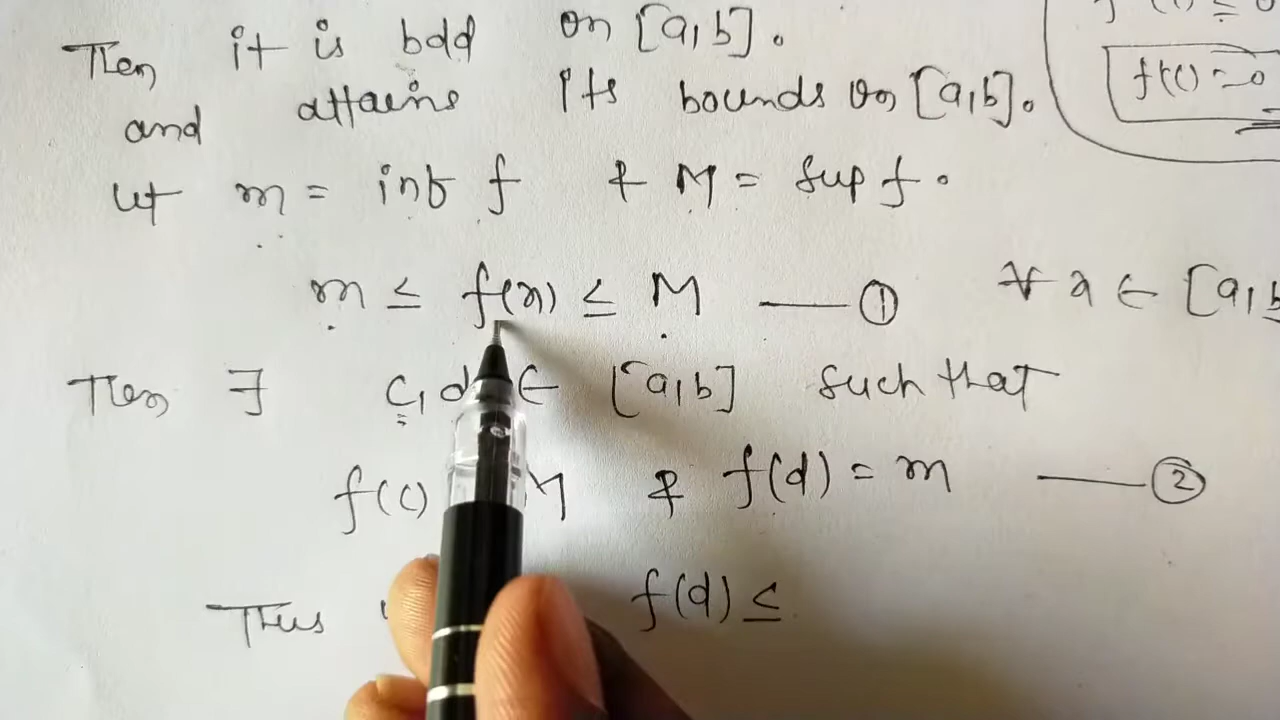 Then it is bdd on [a,b].
and attains its bounds on [a,b].
let m = inf f & M = sup f.
m ≤ f(x) ≤ M —— ①  ∀ x ∈ [a,b
Then ∃ c, d ∈ [a,b] such that
f(c) M & f(d) = m —— ②
Thus f(d) ≤
f(c) = 0